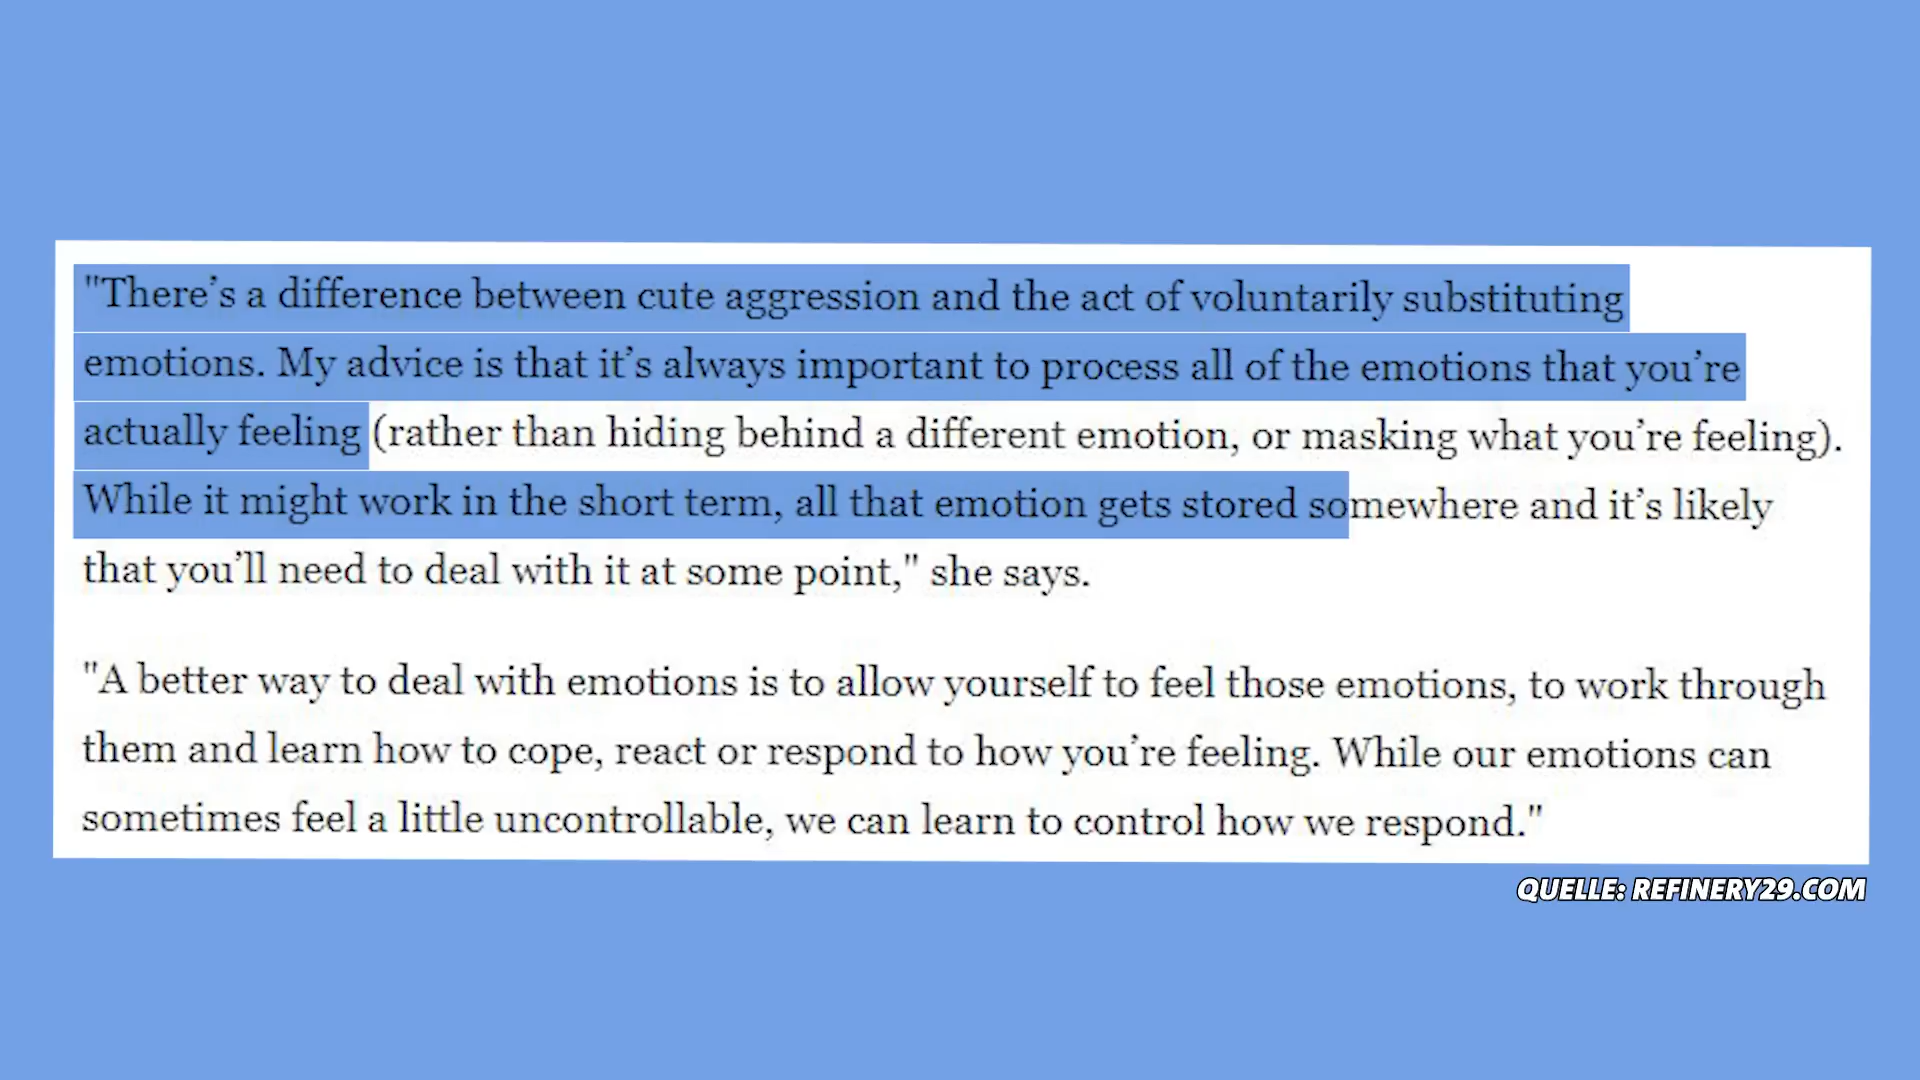 "There’s a difference between cute aggression and the act of voluntarily substituting
emotions. My advice is that it’s always important to process all of the emotions that you’re
actually feeling (rather than hiding behind a different emotion, or masking what you’re feeling).
While it might work in the short term, all that emotion gets stored somewhere and it’s likely
that you’ll need to deal with it at some point," she says.
"A better way to deal with emotions is to allow yourself to feel those emotions, to work through
them and learn how to cope, react or respond to how you’re feeling. While our emotions can
sometimes feel a little uncontrollable, we can learn to control how we respond."
QUELLE: REFINERY29.COM